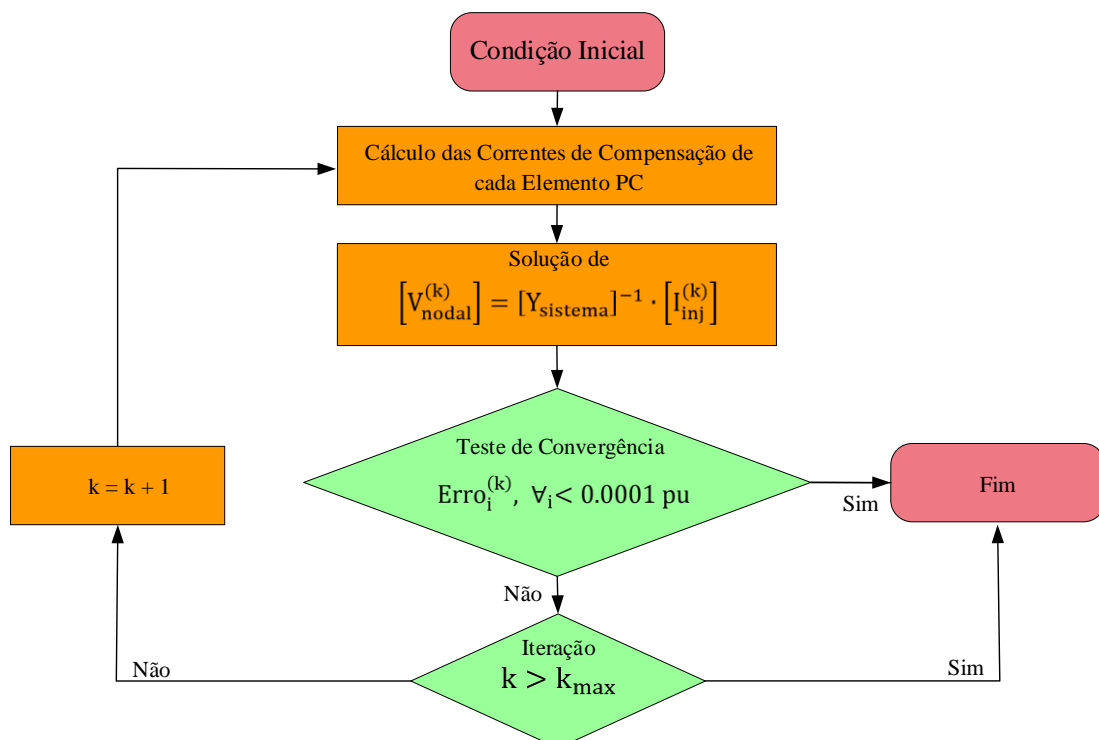 Condição Inicial
Cálculo das Correntes de Compensação de
cada Elemento PC
Solução de
[V_nodal^(k)] = [Y_sistema]^-1 · [I_inj^(k)]
Teste de Convergência
Erro_i^(k), ∀_i < 0.0001 pu
Sim
Fim
k = k + 1
Não
Iteração
k > k_max
Não
Sim